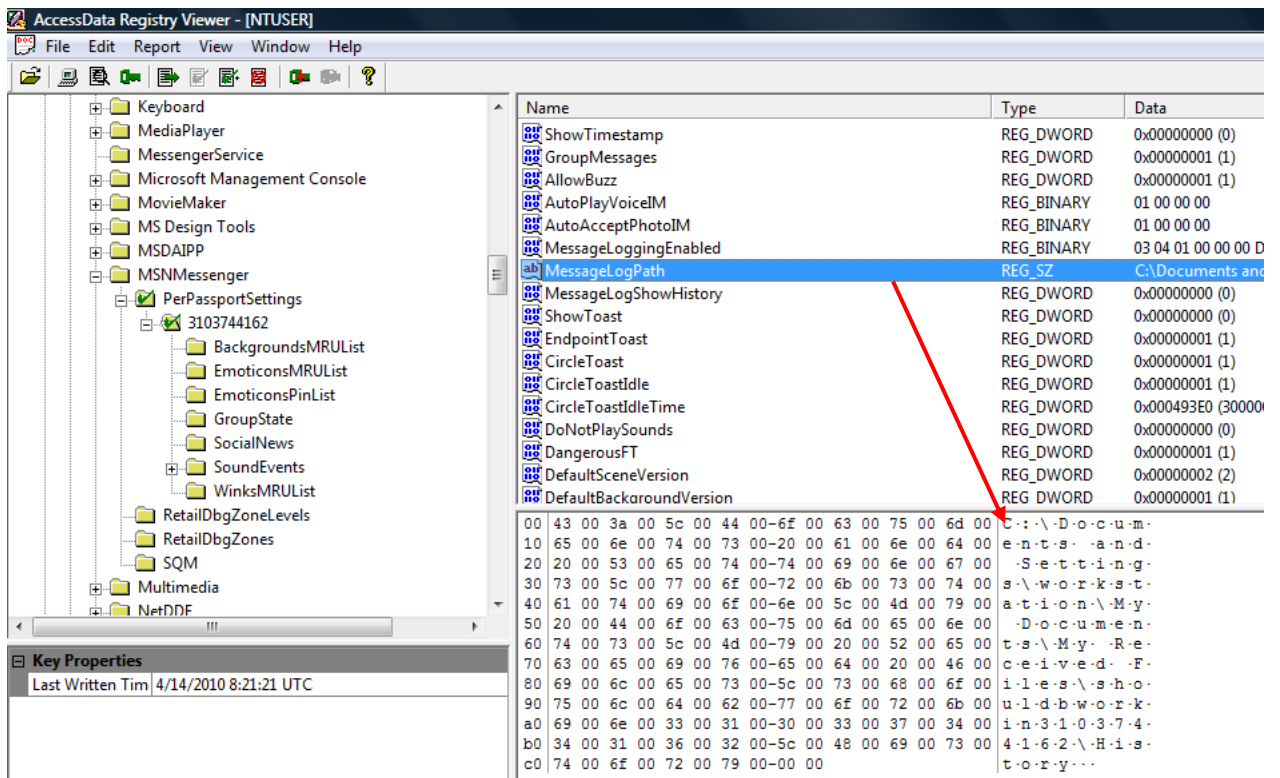 AccessData Registry Viewer - [NTUSER]
File Edit Report View Window Help
Keyboard
MediaPlayer
MessengerService
Microsoft Management Console
MovieMaker
MS Design Tools
MSDAIPP
MSNMessenger
PerPassportSettings
3103744162
BackgroundsMRUList
EmoticonsMRUList
EmoticonsPinList
GroupState
SocialNews
SoundEvents
WinksMRUList
RetailDbgZoneLevels
RetailDbgZones
SQM
Multimedia
NetDDE
Key Properties
Last Written Tim 4/14/2010 8:21:21 UTC
Name Type Data
ShowTimestamp REG_DWORD 0x00000000 (0)
GroupMessages REG_DWORD 0x00000001 (1)
AllowBuzz REG_DWORD 0x00000001 (1)
AutoPlayVoiceIM REG_BINARY 01 00 00 00
AutoAcceptPhotoIM REG_BINARY 01 00 00 00
MessageLoggingEnabled REG_BINARY 03 04 01 00 00 00 D
MessageLogPath REG_SZ C:\Documents and
MessageLogShowHistory REG_DWORD 0x00000000 (0)
ShowToast REG_DWORD 0x00000000 (0)
EndpointToast REG_DWORD 0x00000001 (1)
CircleToast REG_DWORD 0x00000001 (1)
CircleToastIdle REG_DWORD 0x00000001 (1)
CircleToastIdleTime REG_DWORD 0x000493E0 (300000
DoNotPlaySounds REG_DWORD 0x00000000 (0)
DangerousFT REG_DWORD 0x00000001 (1)
DefaultSceneVersion REG_DWORD 0x00000002 (2)
DefaultBackgroundVersion REG_DWORD 0x00000001 (1)
00 43 00 3a 00 5c 00 44 00-6f 00 63 00 75 00 6d 00 C·:·\·D·o·c·u·m·
10 65 00 6e 00 74 00 73 00-20 00 61 00 6e 00 64 00 e·n·t·s· ·a·n·d·
20 20 00 53 00 65 00 74 00-74 00 69 00 6e 00 67 00 ·S·e·t·t·i·n·g·
30 73 00 5c 00 77 00 6f 00-72 00 6b 00 73 00 74 00 s·\·w·o·r·k·s·t·
40 61 00 74 00 69 00 6f 00-6e 00 5c 00 4d 00 79 00 a·t·i·o·n·\·M·y·
50 20 00 44 00 6f 00 63 00-75 00 6d 00 65 00 6e 00 ·D·o·c·u·m·e·n·
60 74 00 73 00 5c 00 4d 00-79 00 20 00 52 00 65 00 t·s·\·M·y· ·R·e·
70 63 00 65 00 69 00 76 00-65 00 64 00 20 00 46 00 c·e·i·v·e·d· ·F·
80 69 00 6c 00 65 00 73 00-5c 00 73 00 68 00 6f 00 i·l·e·s·\·s·h·o·
90 75 00 6c 00 64 00 62 00-77 00 6f 00 72 00 6b 00 u·l·d·b·w·o·r·k·
a0 69 00 6e 00 33 00 31 00-30 00 33 00 37 00 34 00 i·n·3·1·0·3·7·4·
b0 34 00 31 00 36 00 32 00-5c 00 48 00 69 00 73 00 4·1·6·2·\·H·i·s·
c0 74 00 6f 00 72 00 79 00-00 00 t·o·r·y···